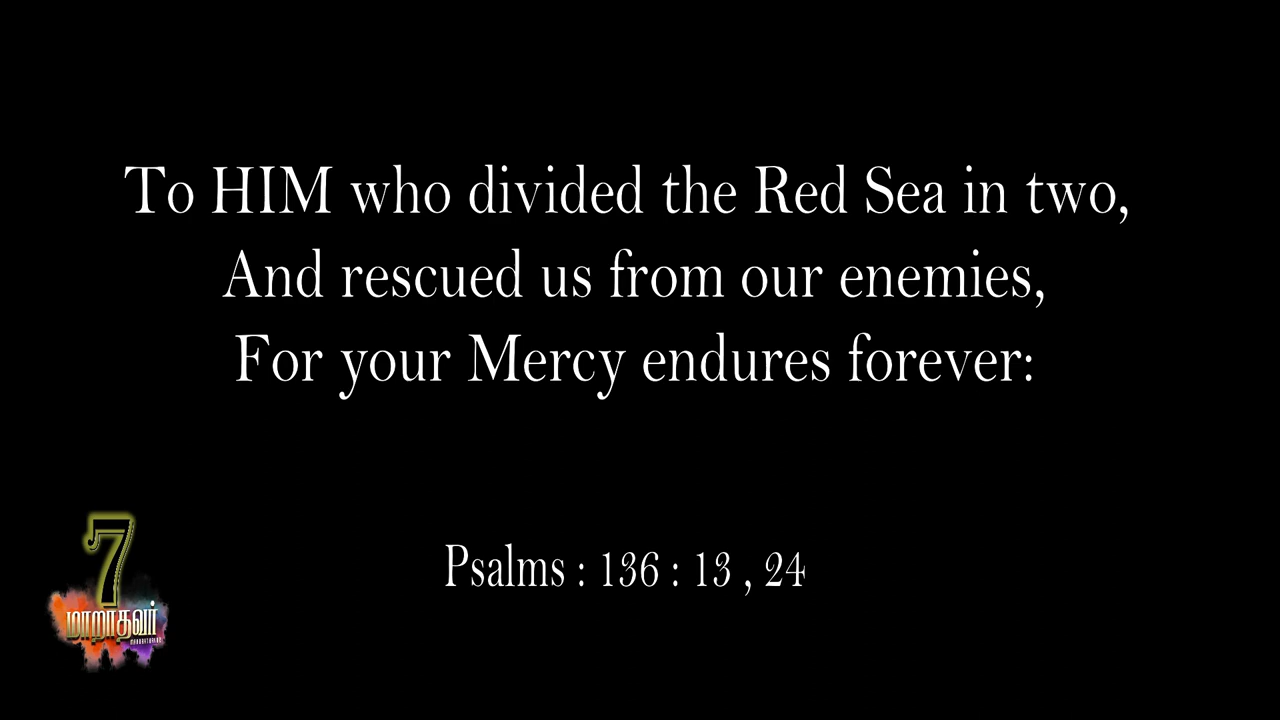 To HIM who divided the Red Sea in two,
And rescued us from our enemies,
For your Mercy endures forever:
Psalms : 136 : 13 , 24
7
மாறாதவர்